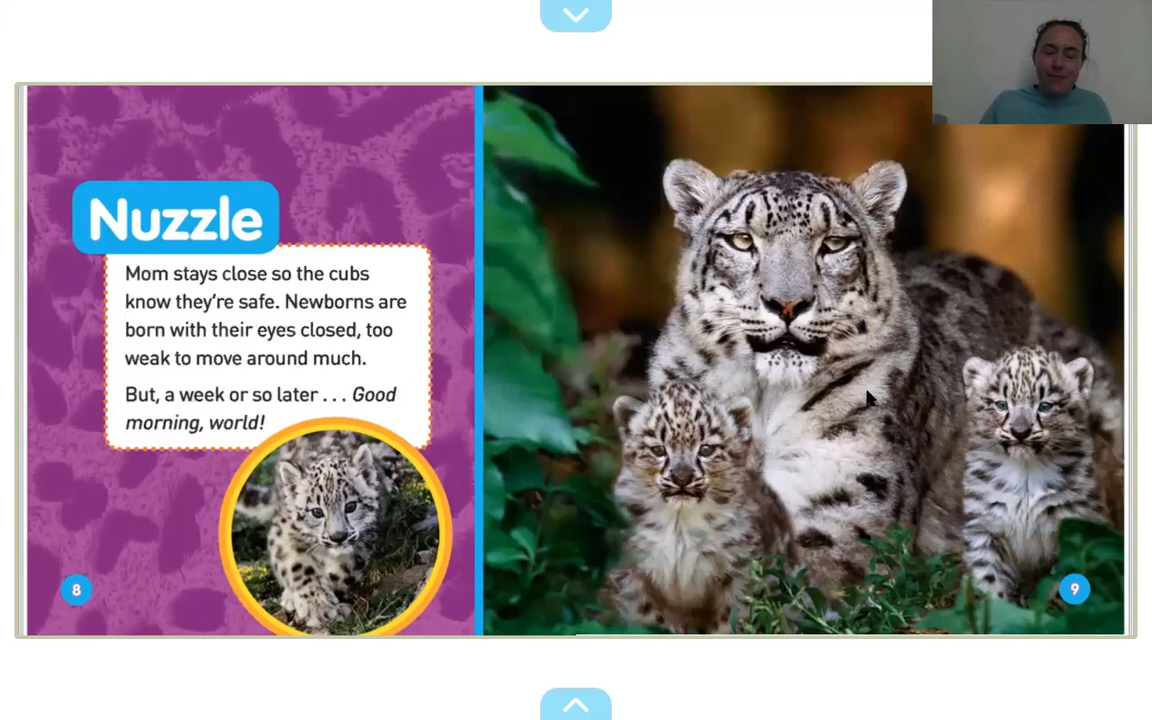 Nuzzle
Mom stays close so the cubs
know they're safe. Newborns are
born with their eyes closed, too
weak to move around much.
But, a week or so later . . . Good
morning, world!
8
9